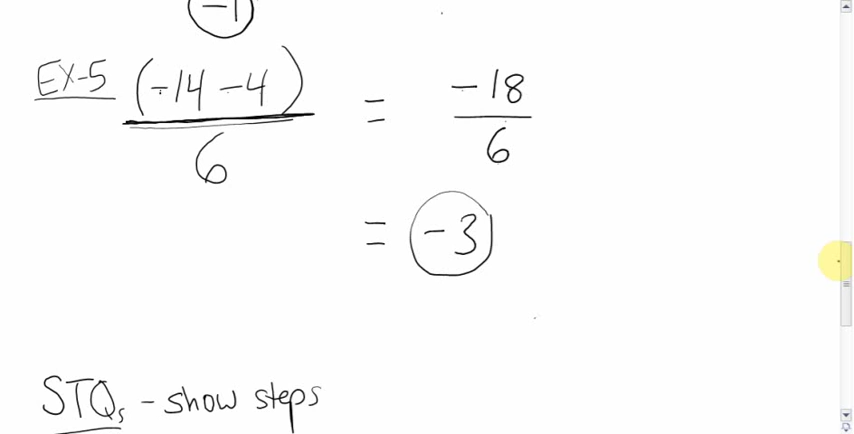 -1
EX-5 (-14 -4) / 6 = -18 / 6
= -3
STQs - show steps